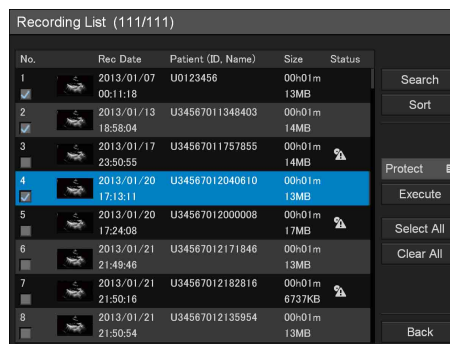 Recording List (111/111)
No. Rec Date Patient (ID, Name) Size Status
1 2013/01/07 U0123456 00h01m
00:11:18 13MB
2 2013/01/13 U34567011348403 00h01m
18:58:04 14MB
3 2013/01/17 U34567011757855 00h01m
23:50:55 14MB
4 2013/01/20 U34567012040610 00h01m
17:13:11 13MB
5 2013/01/20 U34567012000008 00h01m
17:24:08 17MB
6 2013/01/21 U34567012171846 00h01m
21:49:46 13MB
7 2013/01/21 U34567012182816 00h01m
21:50:16 6737KB
8 2013/01/21 U34567012135954 00h01m
21:50:54 13MB
Search
Sort
Protect
Execute
Select All
Clear All
Back